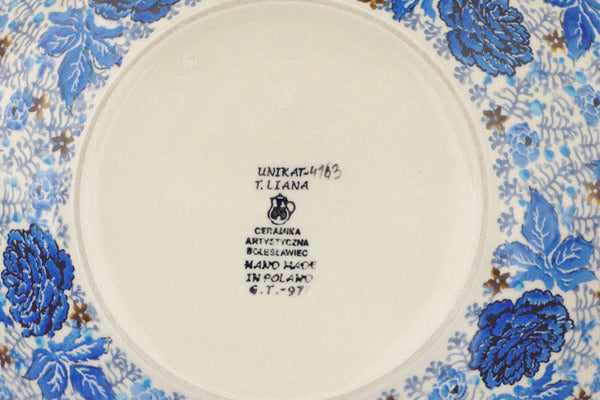 UNIKAT-4163
T. LIANA
CERAMIKA
ARTYSTYCZNA
BOLESŁAWIEC
HAND MADE
IN POLAND
G.T.-97